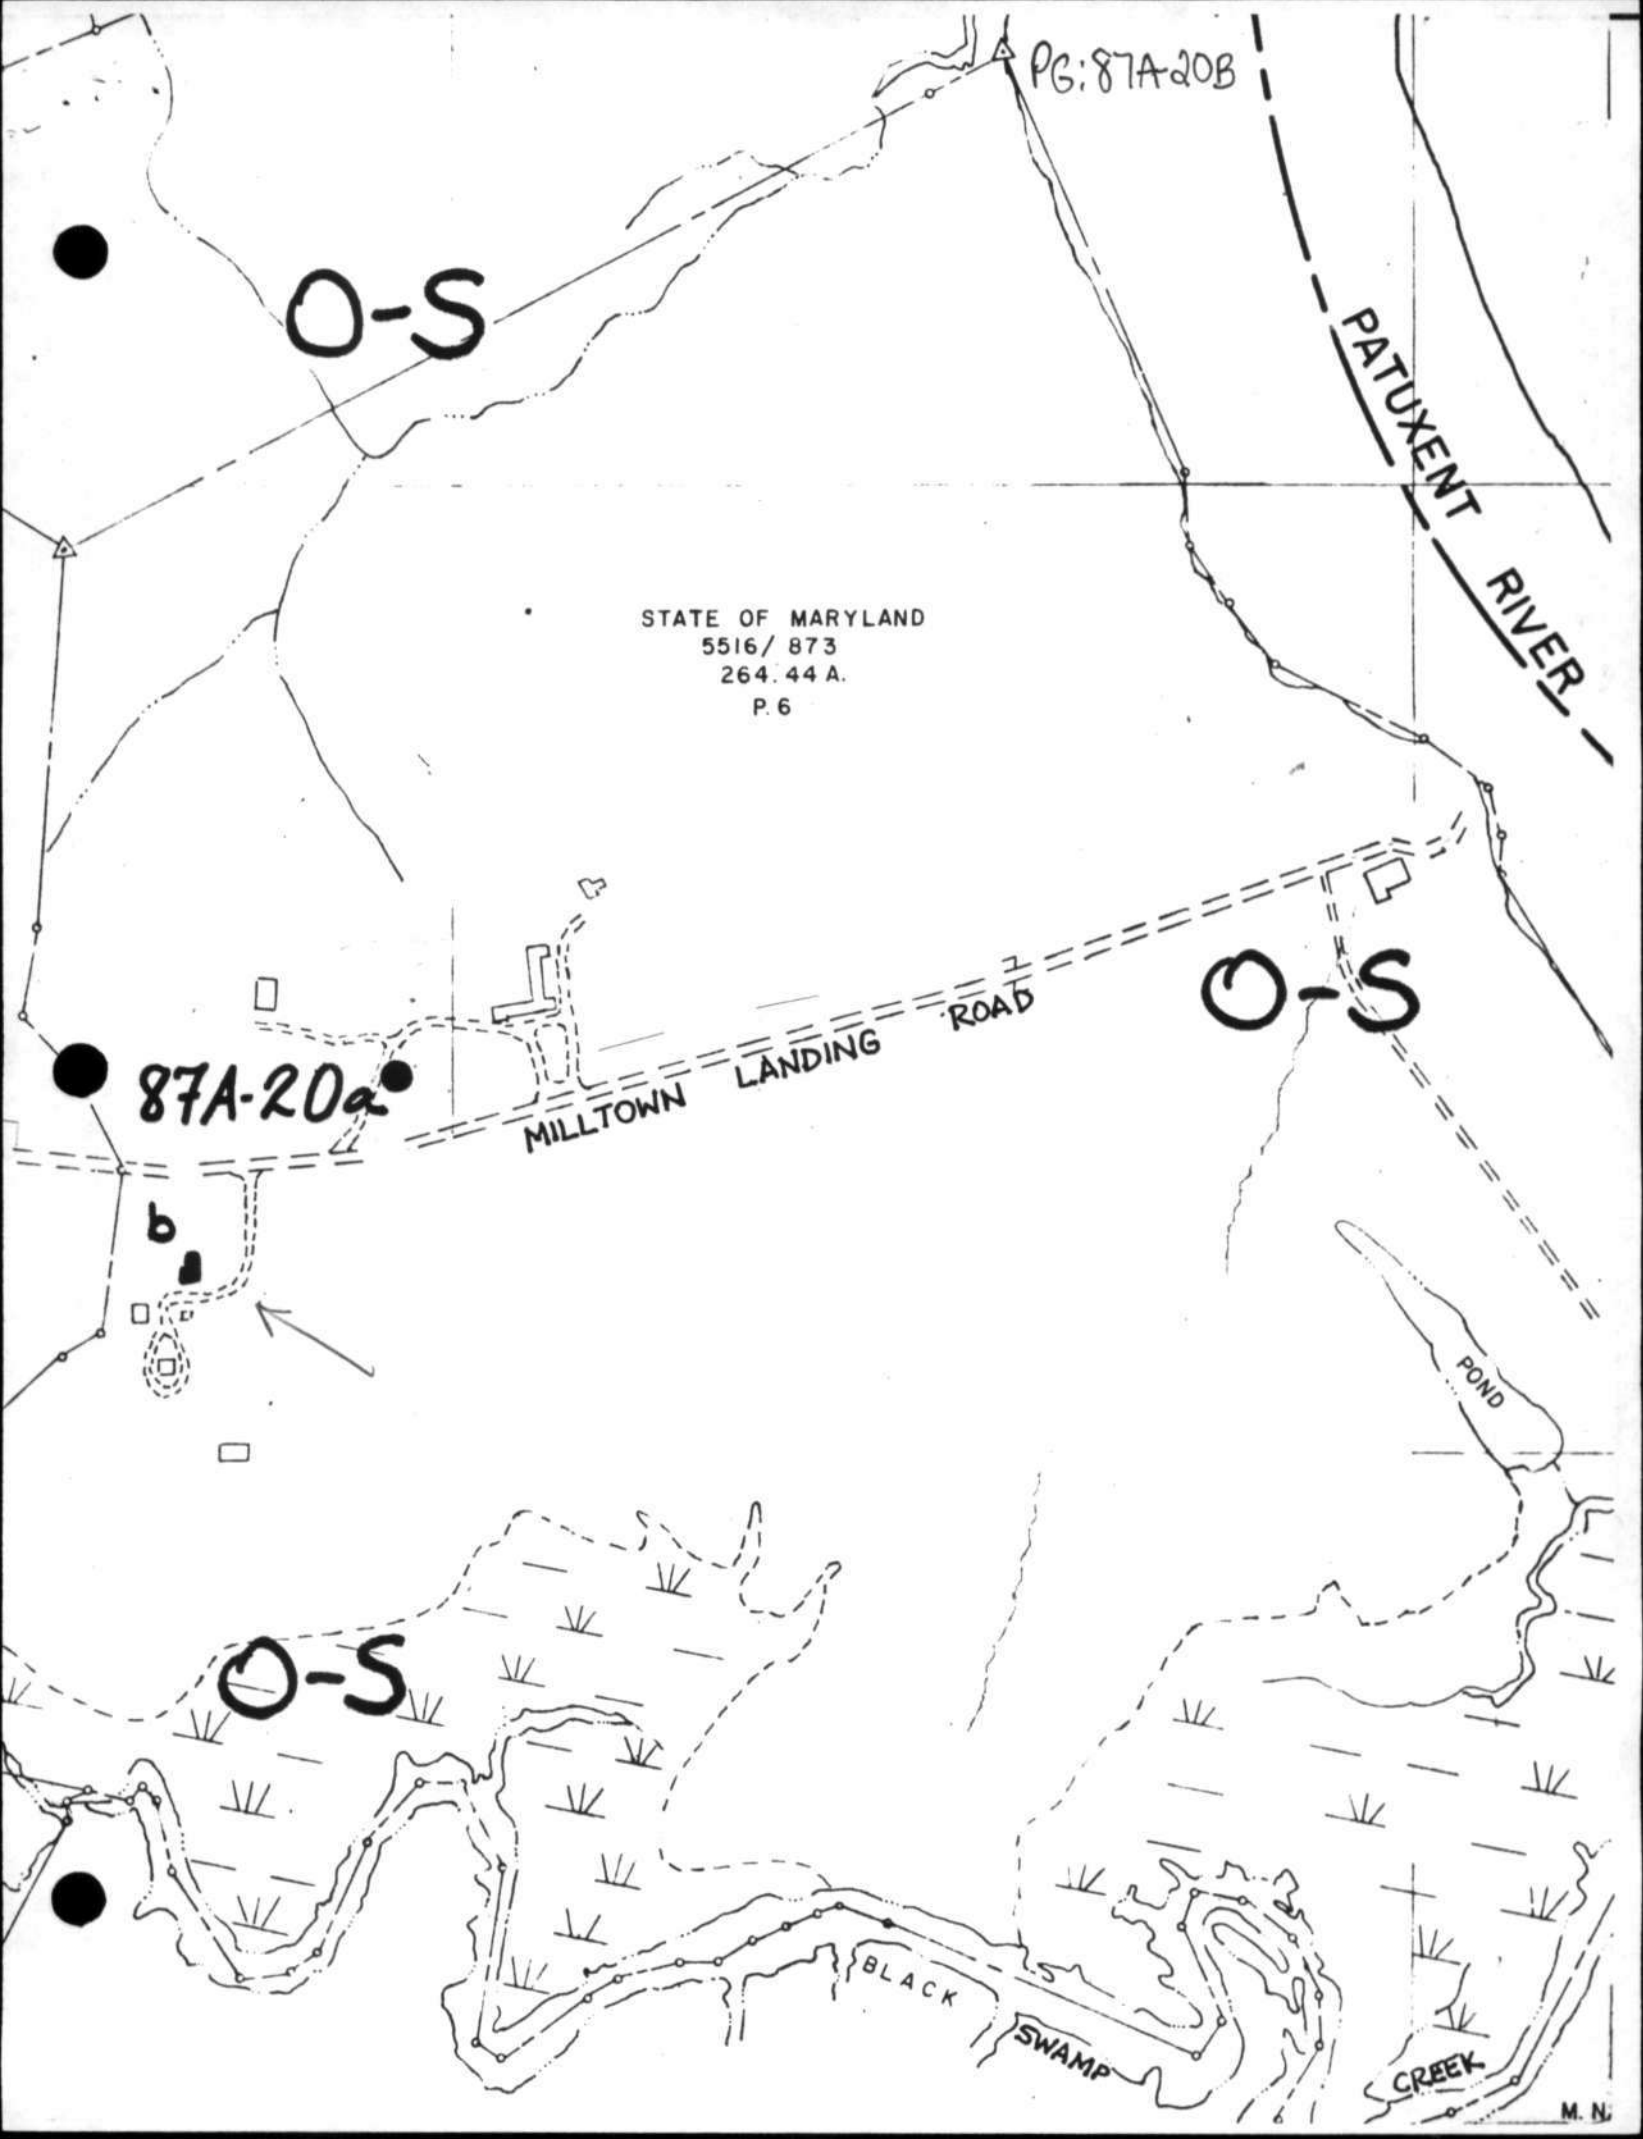 PG:87A-20B
O-S
PATUXENT RIVER
STATE OF MARYLAND
5516/ 873
264.44 A.
P. 6
O-S
87A-20a
MILLTOWN LANDING ROAD
b
POND
O-S
BLACK SWAMP CREEK
M. N.